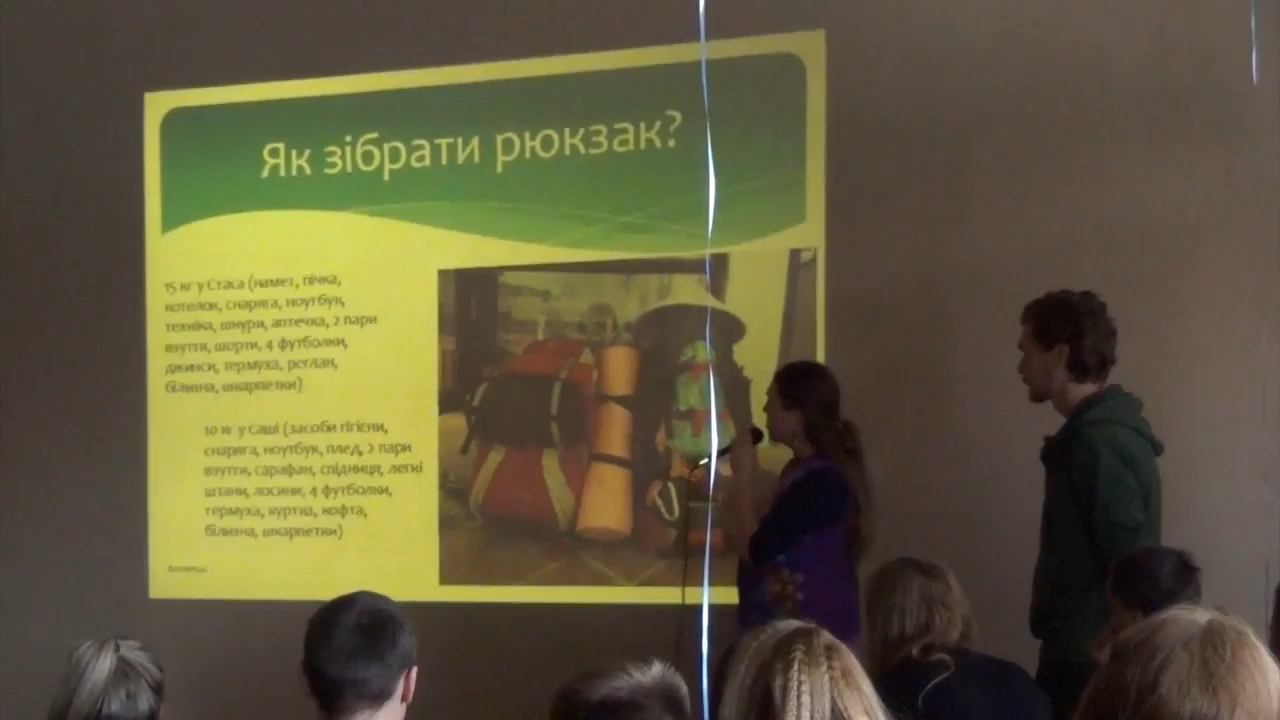 Як зібрати рюкзак?
15 кг у Стаса (намет, пічка,
котелок, снаряга, ноутбук,
техніка, шнури, аптечка, 2 пари
взуття, шорти, 4 футболки,
джинси, термуха, реглан,
білизна, шкарпетки)
10 кг у Саші (засоби гігієни,
снаряга, ноутбук, плед, 2 пари
взуття, сарафан, спідниця, легкі
штани, лосини, 4 футболки,
термуха, куртка, кофта,
білизна, шкарпетки)